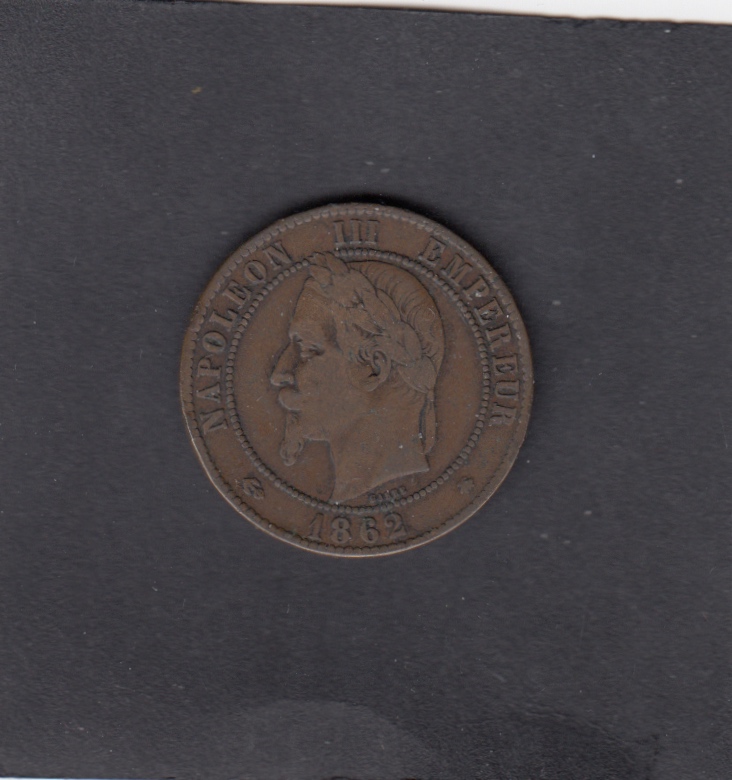 NAPOLEON III EMPEREUR
1862